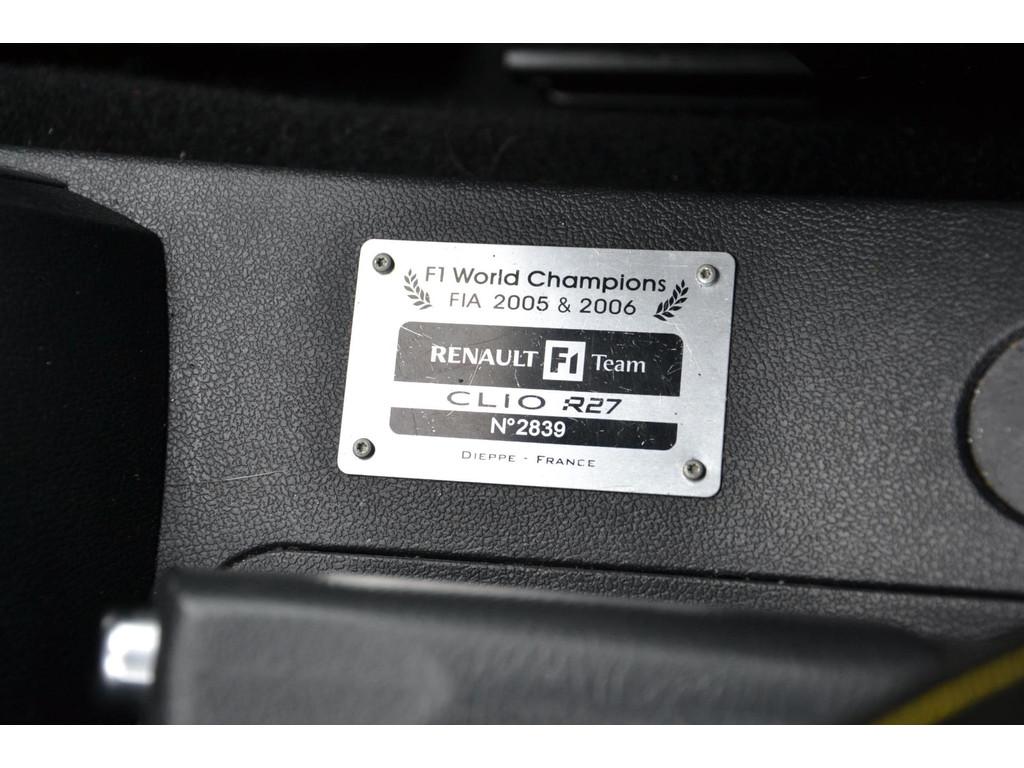 F1 World Champions
FIA 2005 & 2006
RENAULT F1 Team
CLIO R27
N°2839
DIEPPE - FRANCE